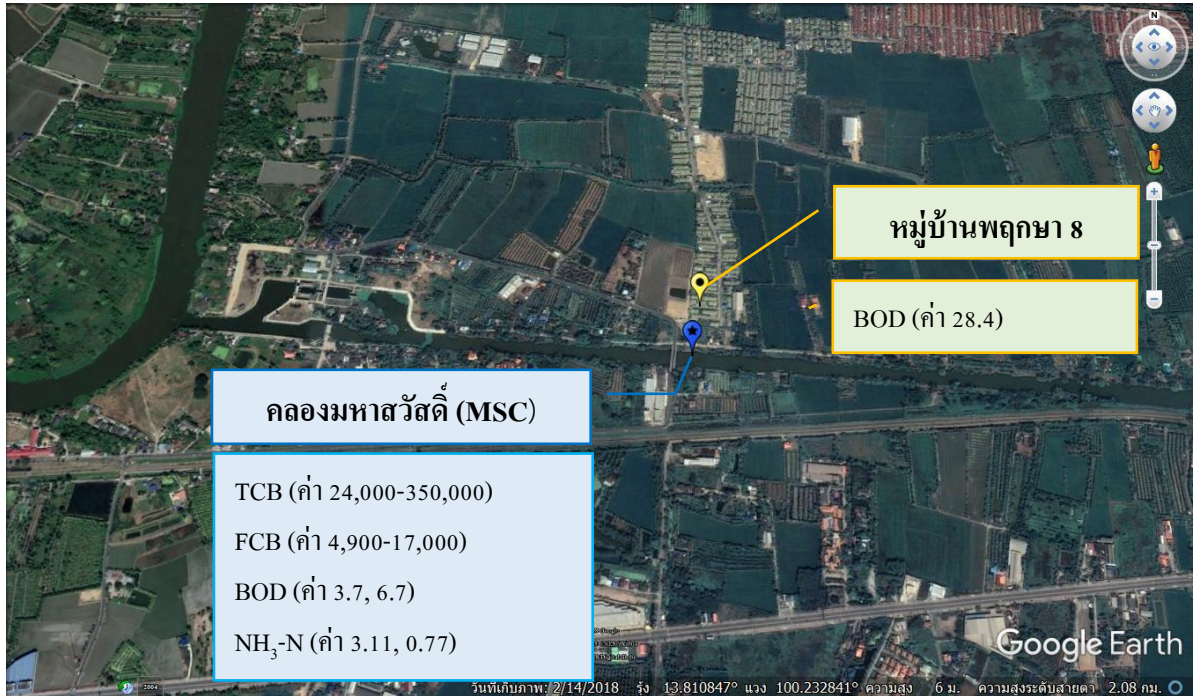 N
หมู่บ้านพฤกษา 8
BOD (ค่า 28.4)
คลองมหาสวัสดิ์ (MSC)
TCB (ค่า 24,000-350,000)
FCB (ค่า 4,900-17,000)
BOD (ค่า 3.7, 6.7)
NH₃-N (ค่า 3.11, 0.77)
Google Earth
2004
วันที่เก็บภาพ: 2/14/2018 รุ้ง 13.810847° แวง 100.232841° ความสูง 6 ม. ความสูงระดับสายตา 2.08 กม.